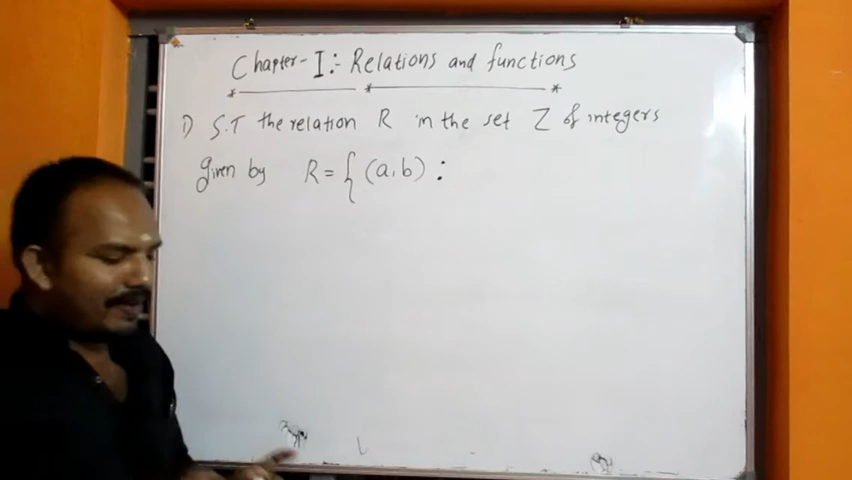 Chapter-I:- Relations and functions
1) S.T the relation R in the set Z of integers
given by R = { (a,b) :